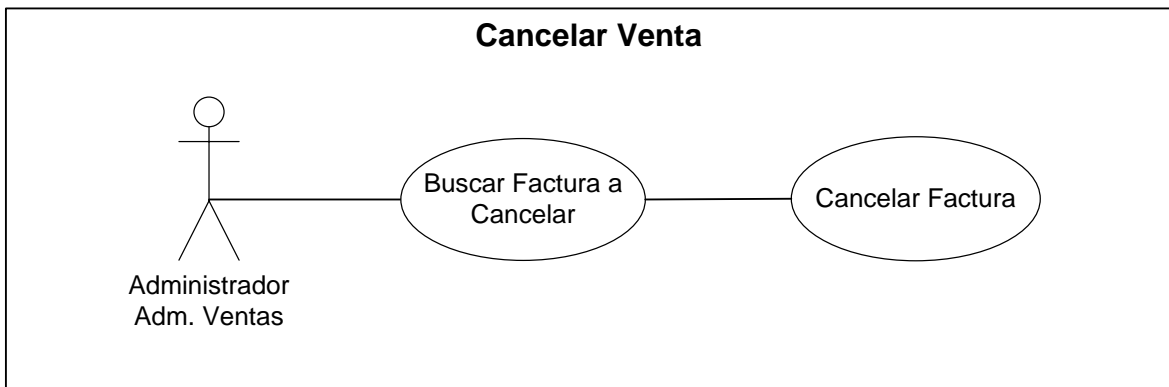 Cancelar Venta
Buscar Factura a
Cancelar
Cancelar Factura
Administrador
Adm. Ventas